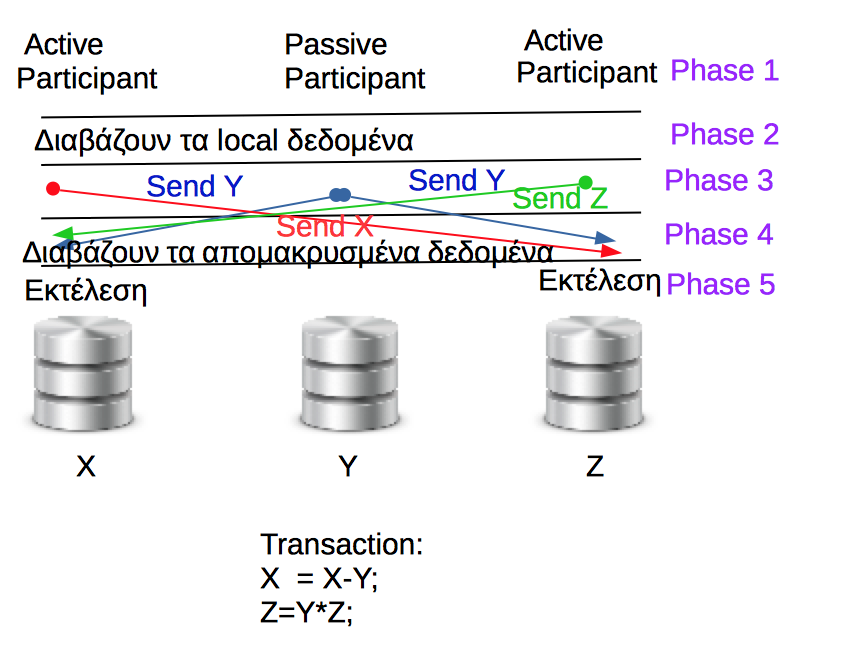 Active
Participant
Passive
Participant
Active
Participant
Phase 1
Διαβάζουν τα local δεδομένα
Phase 2
Send Y
Send Y
Send Z
Phase 3
Send X
Phase 4
Διαβάζουν τα απομακρυσμένα δεδομένα
Εκτέλεση
Εκτέλεση
Phase 5
X
Y
Z
Transaction:
X = X-Y;
Z=Y*Z;